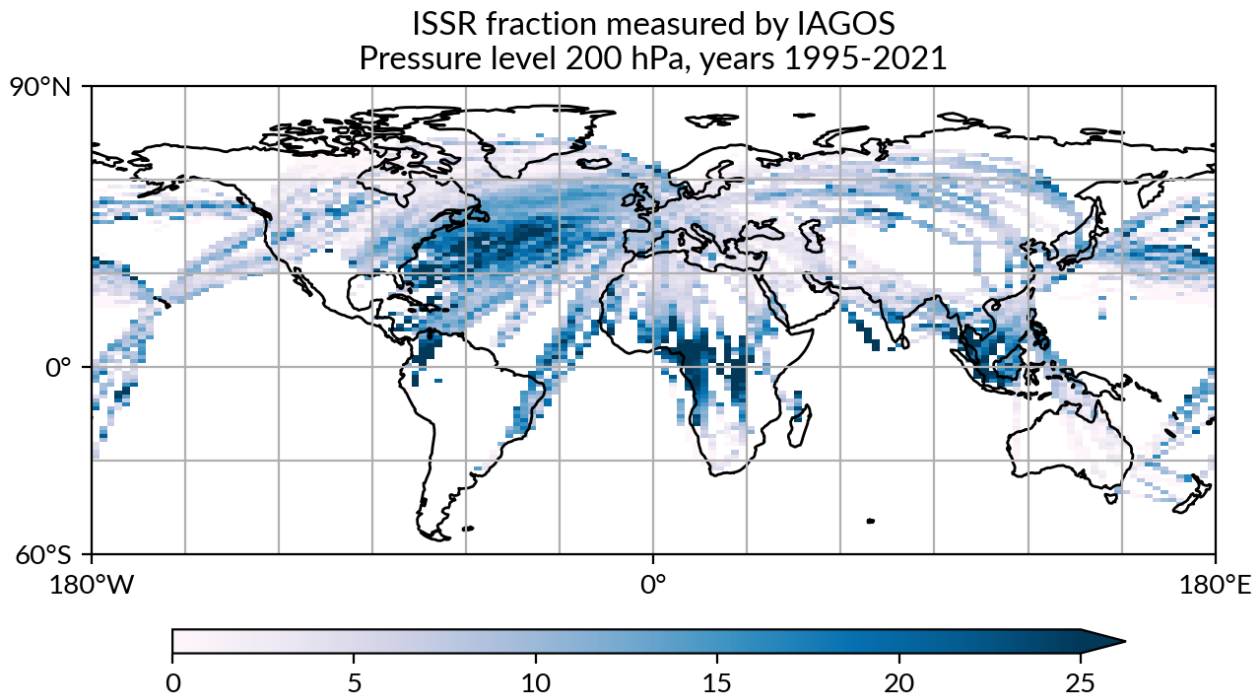 ISSR fraction measured by IAGOS
Pressure level 200 hPa, years 1995-2021
90°N
0°
60°S
180°W 0° 180°E
0 5 10 15 20 25